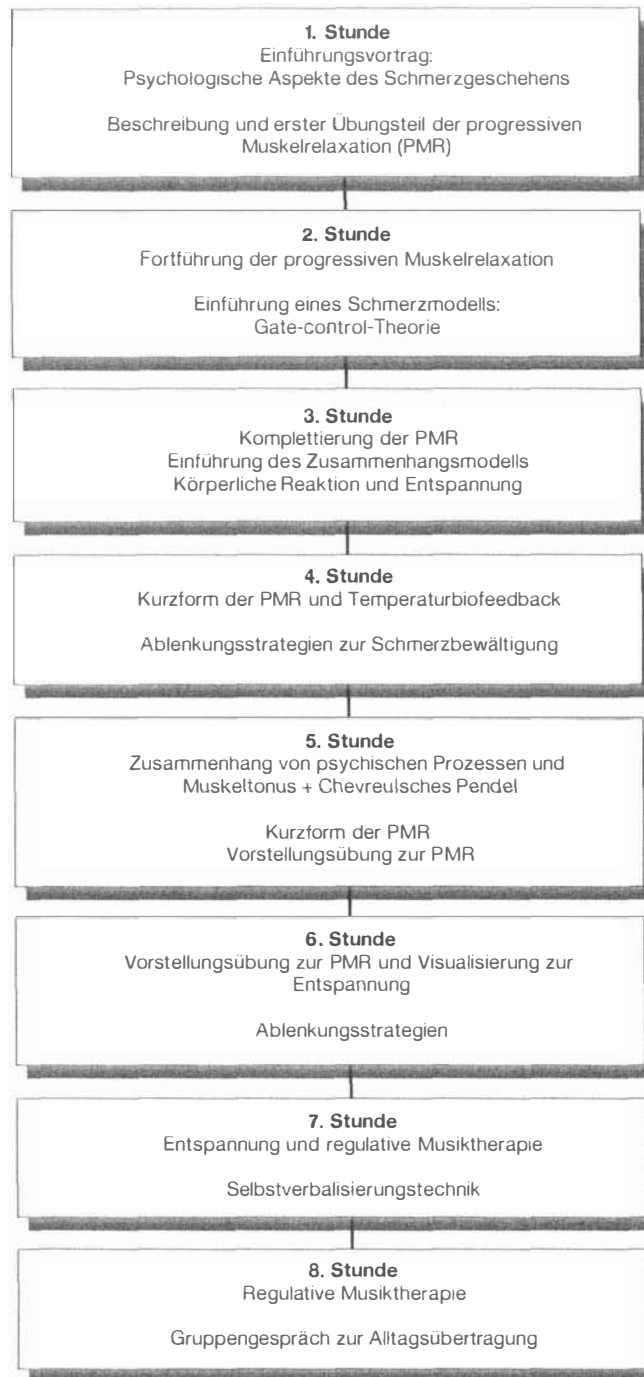 1. Stunde
Einführungsvortrag:
Psychologische Aspekte des Schmerzgeschehens
Beschreibung und erster Übungsteil der progressiven
Muskelrelaxation (PMR)
2. Stunde
Fortführung der progressiven Muskelrelaxation
Einführung eines Schmerzmodells:
Gate-control-Theorie
3. Stunde
Komplettierung der PMR
Einführung des Zusammenhangsmodells
Körperliche Reaktion und Entspannung
4. Stunde
Kurzform der PMR und Temperaturbiofeedback
Ablenkungsstrategien zur Schmerzbewältigung
5. Stunde
Zusammenhang von psychischen Prozessen und
Muskeltonus + Chevreulsches Pendel
Kurzform der PMR
Vorstellungsübung zur PMR
6. Stunde
Vorstellungsübung zur PMR und Visualisierung zur
Entspannung
Ablenkungsstrategien
7. Stunde
Entspannung und regulative Musiktherapie
Selbstverbalisierungstechnik
8. Stunde
Regulative Musiktherapie
Gruppengespräch zur Alltagsübertragung